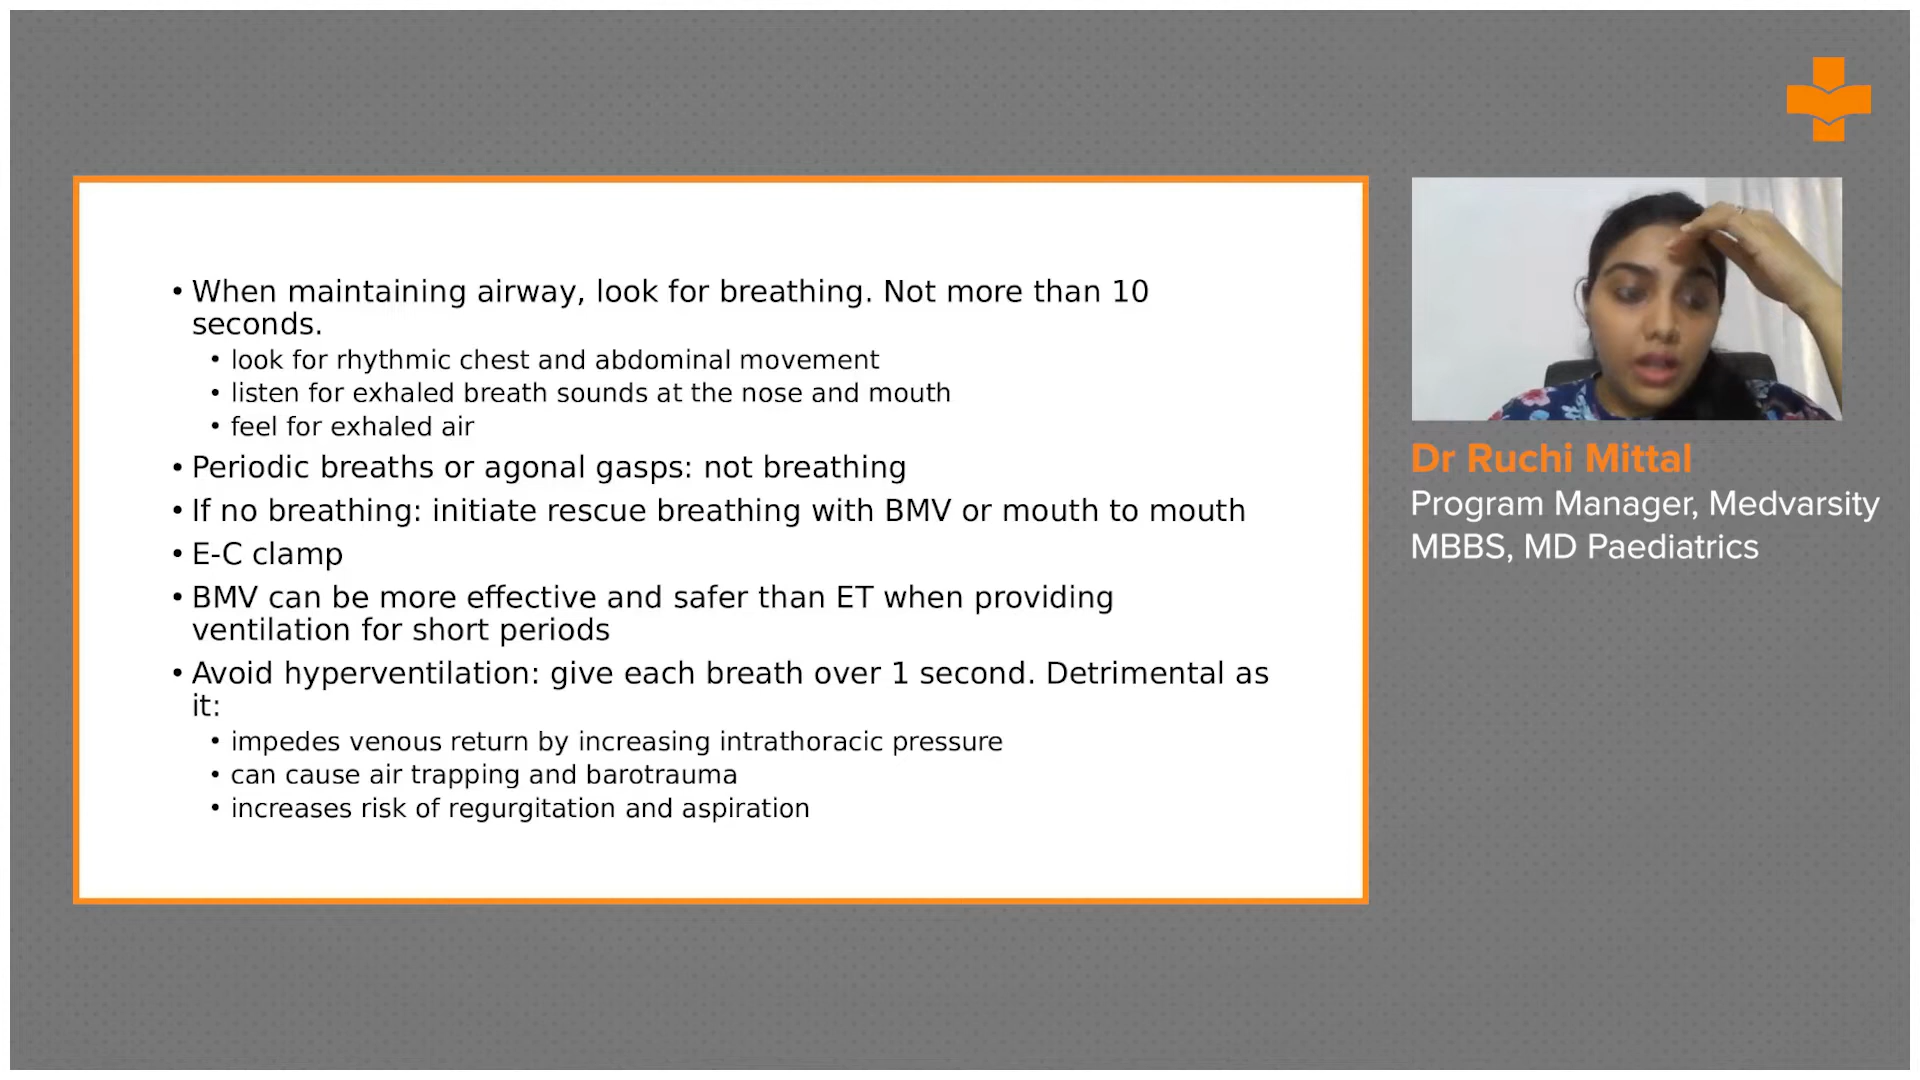 • When maintaining airway, look for breathing. Not more than 10
seconds.
• look for rhythmic chest and abdominal movement
• listen for exhaled breath sounds at the nose and mouth
• feel for exhaled air
• Periodic breaths or agonal gasps: not breathing
• If no breathing: initiate rescue breathing with BMV or mouth to mouth
• E-C clamp
• BMV can be more effective and safer than ET when providing
ventilation for short periods
• Avoid hyperventilation: give each breath over 1 second. Detrimental as
it:
• impedes venous return by increasing intrathoracic pressure
• can cause air trapping and barotrauma
• increases risk of regurgitation and aspiration
Dr Ruchi Mittal
Program Manager, Medvarsity
MBBS, MD Paediatrics